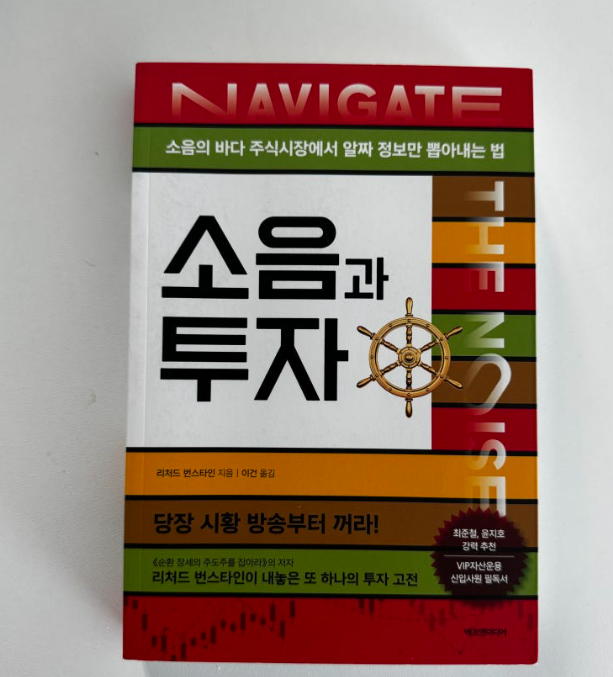 NAVIGATE
소음의 바다 주식시장에서 알짜 정보만 뽑아내는 법
THE NOISE
소음과
투자
리처드 번스타인 지음 | 이건 옮김
당장 시황 방송부터 꺼라!
《순환 장세의 주도주를 잡아라》의 저자
리처드 번스타인이 내놓은 또 하나의 투자 고전
최준철, 윤지호
강력 추천
VIP자산운용
신입사원 필독서